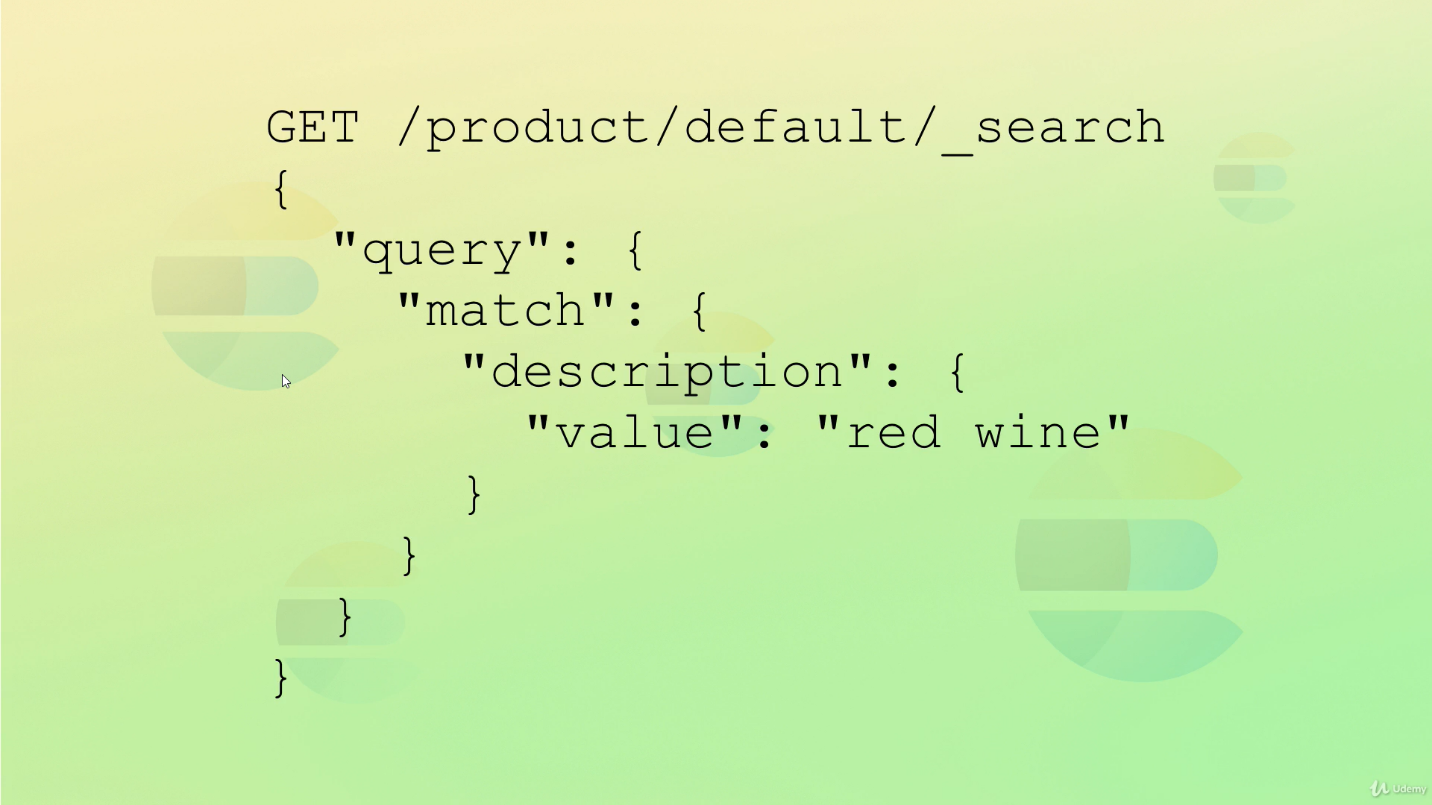 GET /product/default/_search
{
  "query": {
    "match": {
      "description": {
        "value": "red wine"
      }
    }
  }
}
Udemy